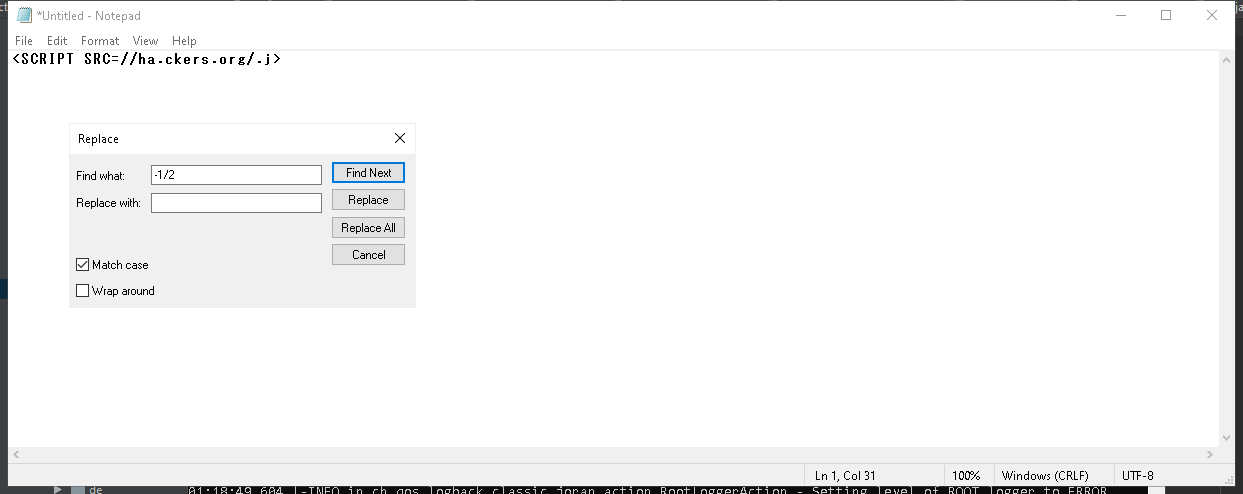 *Untitled - Notepad
File Edit Format View Help
<SCRIPT SRC=//ha.ckers.org/.j>
Replace
Find what: -1/2 Find Next
Replace with: Replace
Replace All
Cancel
Match case
Wrap around
Ln 1, Col 31 100% Windows (CRLF) UTF-8
de 01:18:49,604 |-INFO in ch.qos.logback.classic.joran.action.RootLoggerAction - Setting level of ROOT logger to ERROR